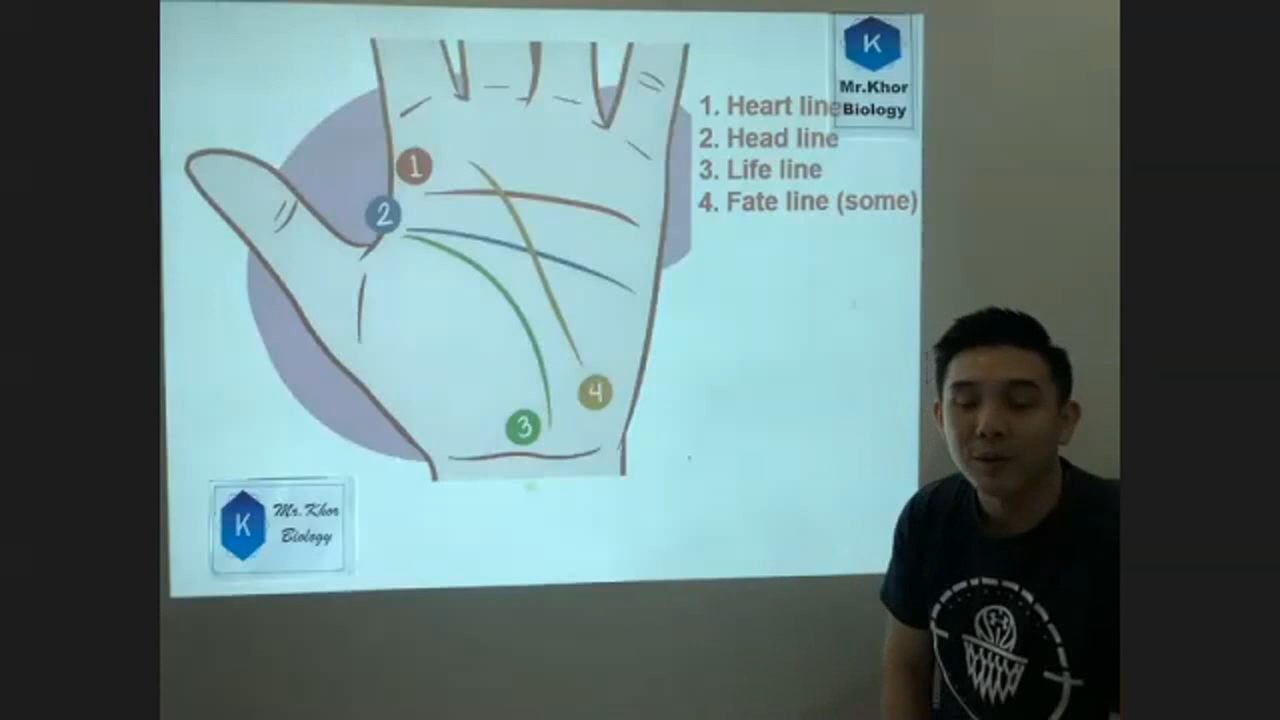 K
Mr.Khor
Biology
1. Heart line
2. Head line
3. Life line
4. Fate line (some)
1
2
3
4
K
Mr.Khor
Biology